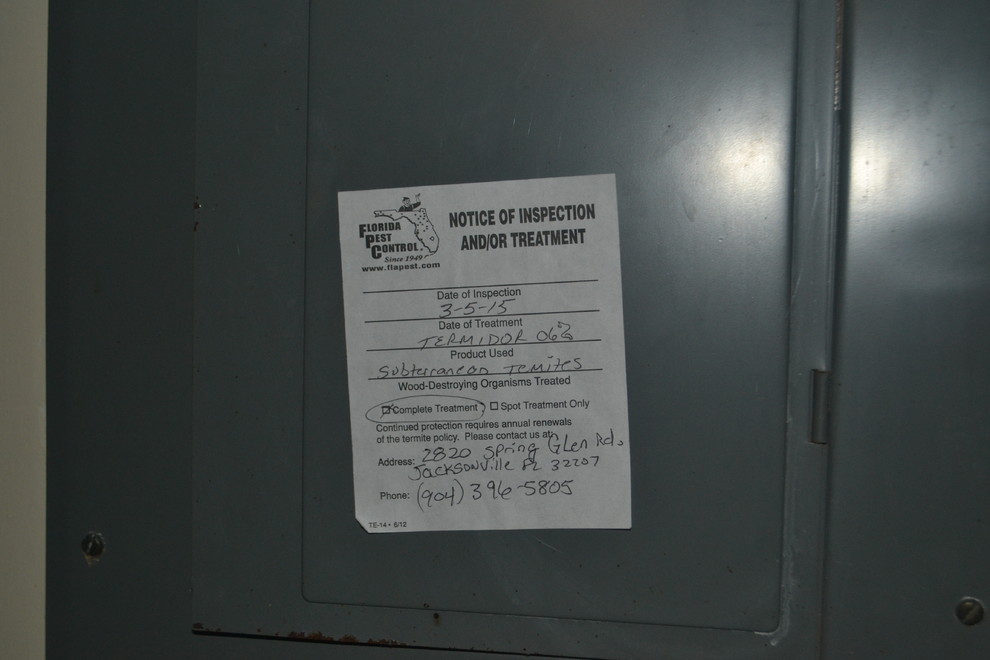 FLORIDA
PEST
CONTROL
Since 1949
www.flapest.com
NOTICE OF INSPECTION
AND/OR TREATMENT
Date of Inspection
3-5-15
Date of Treatment
TERMIDOR 06%
Product Used
Subterranean Temites
Wood-Destroying Organisms Treated
Complete Treatment Spot Treatment Only
Continued protection requires annual renewals
of the termite policy. Please contact us at:
Address: 2820 Spring Glen Rd.
Jacksonville FL 32207
Phone: (904) 396-5805
TE-14 • 6/12